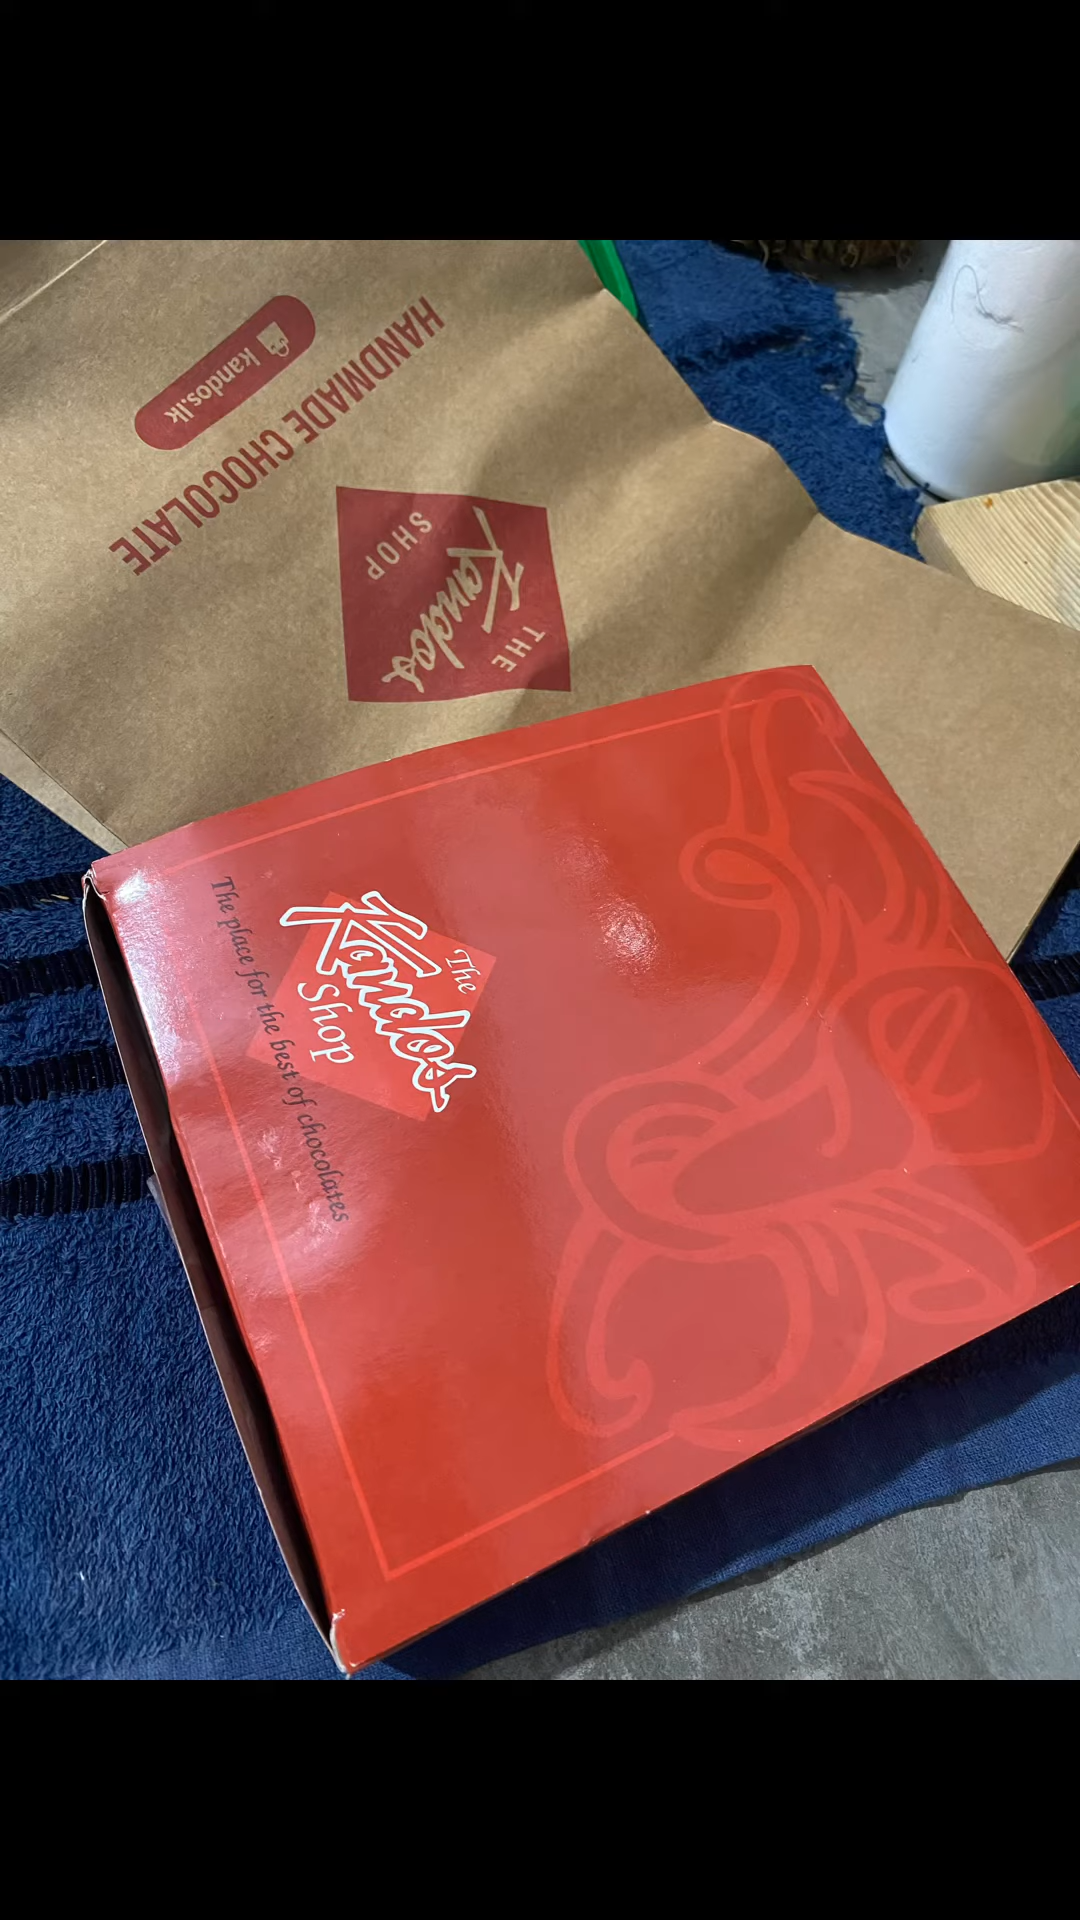 kandos.lk
HANDMADE CHOCOLATE
THE
Kandos
SHOP
The
Kandos
Shop
The place for the best of chocolates